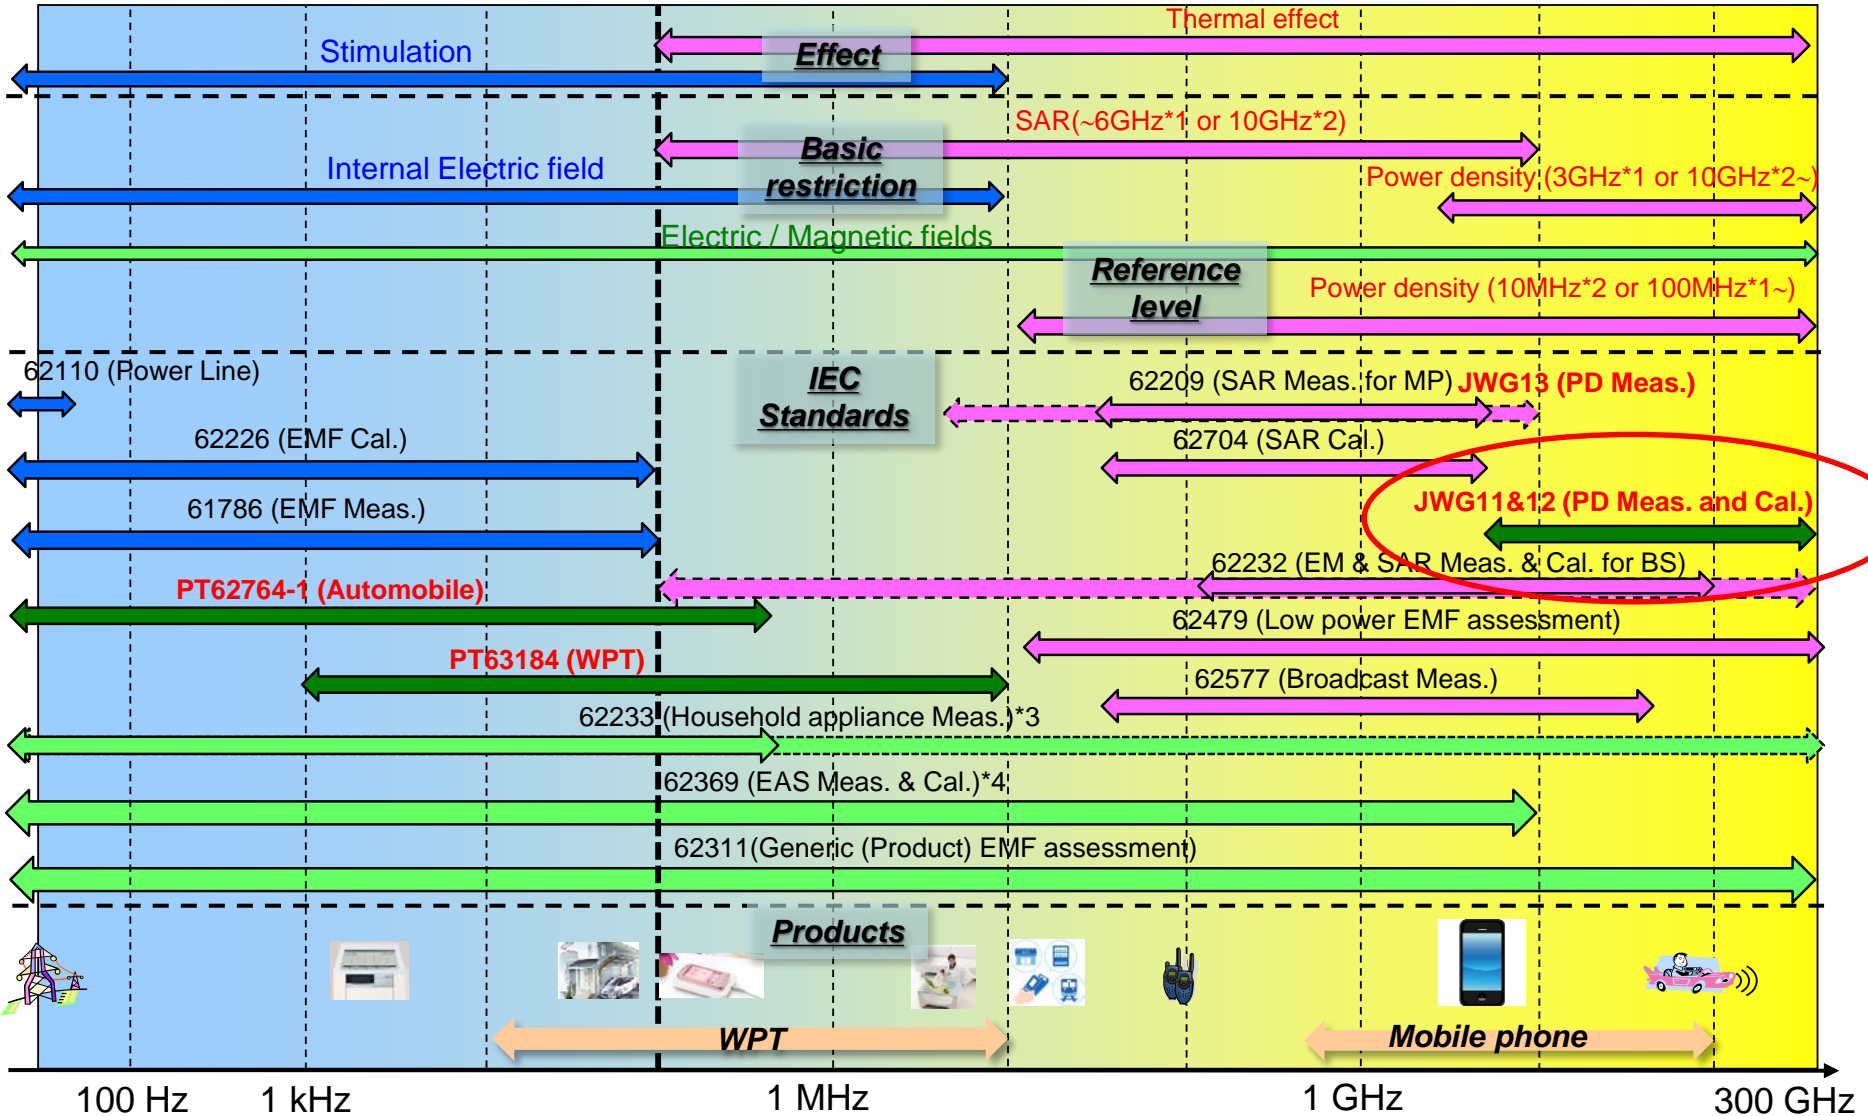 Thermal effect
Stimulation
Effect
SAR(~6GHz*1 or 10GHz*2)
Basic
restriction
Internal Electric field
Power density (3GHz*1 or 10GHz*2~)
Electric / Magnetic fields
Reference
level
Power density (10MHz*2 or 100MHz*1~)
62110 (Power Line)
IEC
Standards
62209 (SAR Meas. for MP)
JWG13 (PD Meas.)
62226 (EMF Cal.)
62704 (SAR Cal.)
61786 (EMF Meas.)
JWG11&12 (PD Meas. and Cal.)
62232 (EM & SAR Meas. & Cal. for BS)
PT62764-1 (Automobile)
62479 (Low power EMF assessment)
PT63184 (WPT)
62577 (Broadcast Meas.)
62233 (Household appliance Meas.)*3
62369 (EAS Meas. & Cal.)*4
62311(Generic (Product) EMF assessment)
Products
WPT
Mobile phone
100 Hz
1 kHz
1 MHz
1 GHz
300 GHz